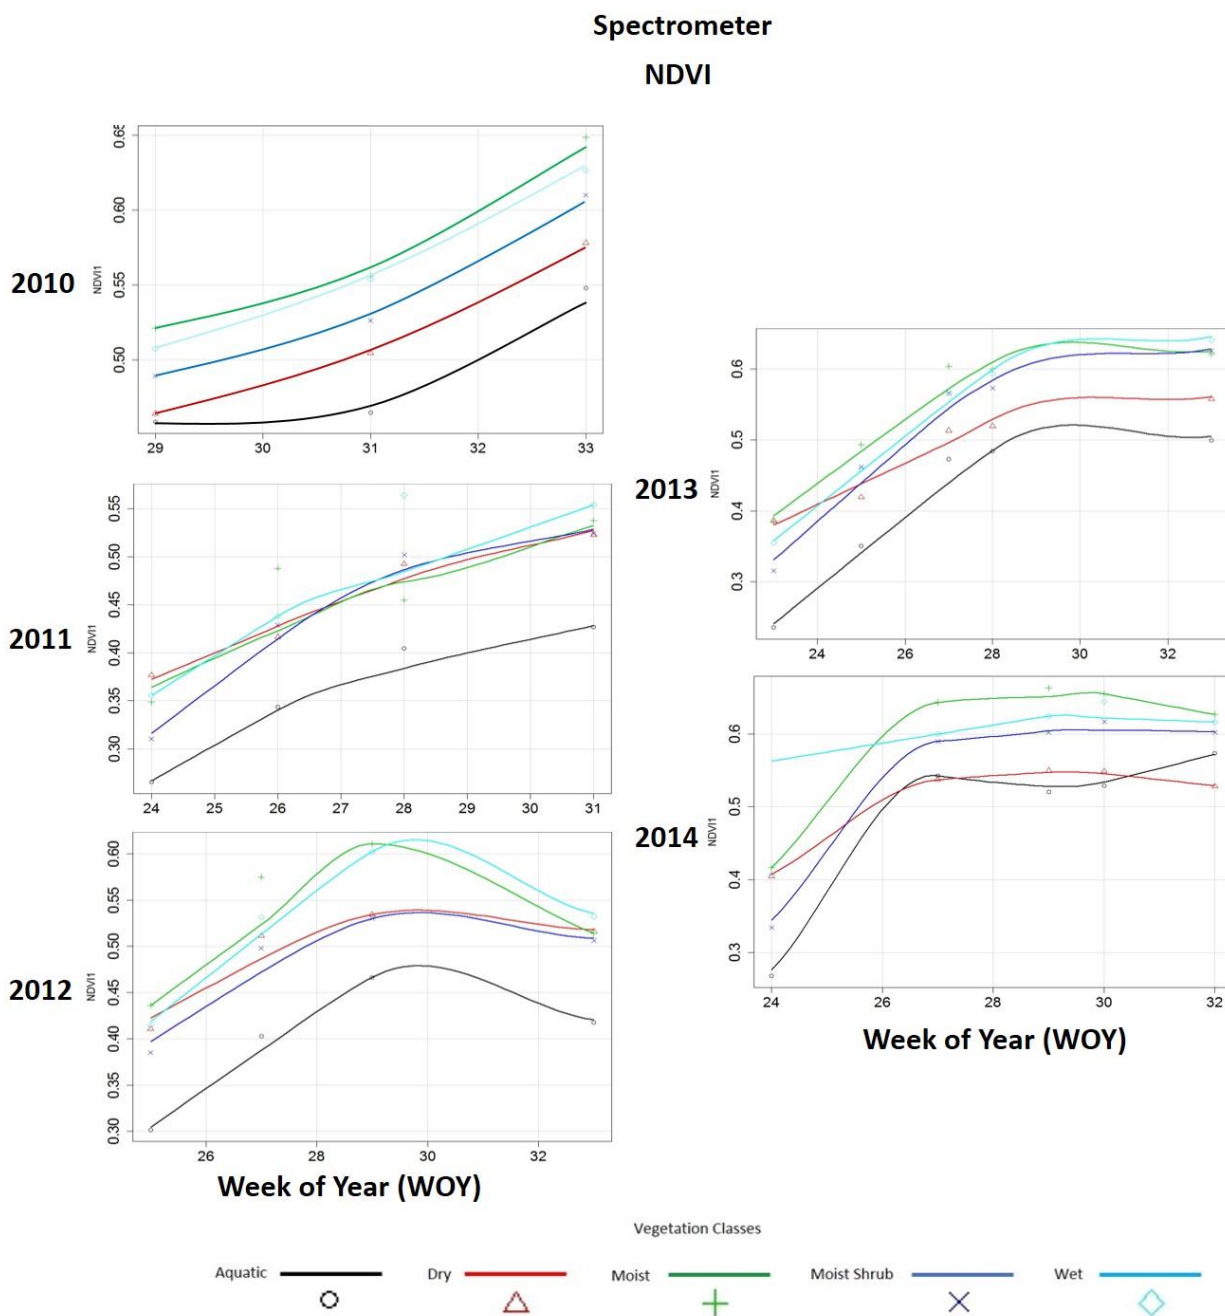 Spectrometer
NDVI
2010
NDVI1
0.65
0.60
0.55
0.50
29 30 31 32 33
2011
NDVI1
0.55
0.50
0.45
0.40
0.35
0.30
24 25 26 27 28 29 30 31
2012
NDVI1
0.60
0.55
0.50
0.45
0.40
0.35
0.30
26 28 30 32
Week of Year (WOY)
2013
NDVI1
0.6
0.5
0.4
0.3
24 26 28 30 32
2014
NDVI1
0.6
0.5
0.4
0.3
24 26 28 30 32
Week of Year (WOY)
Vegetation Classes
Aquatic Dry Moist Moist Shrub Wet